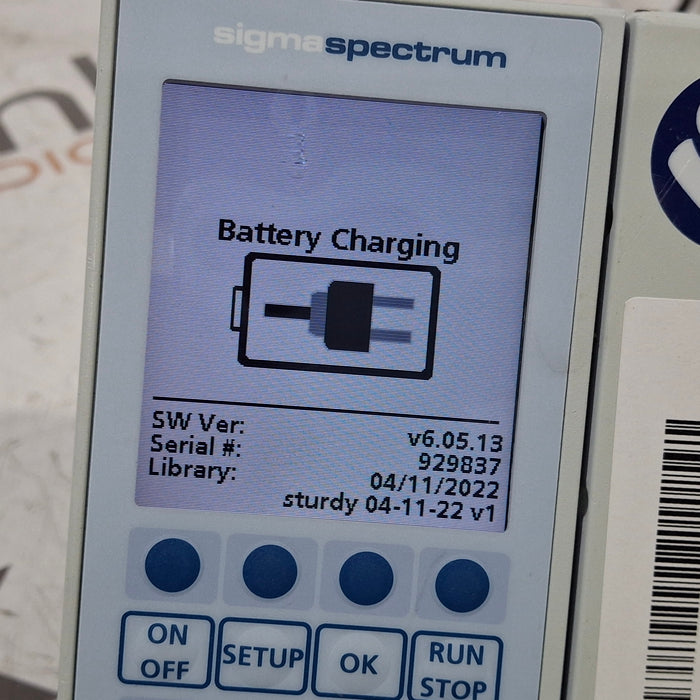 sigmaspectrum
Battery Charging
SW Ver: v6.05.13
Serial #: 929837
Library: 04/11/2022
sturdy 04-11-22 v1
ON
OFF
SETUP
OK
RUN
STOP